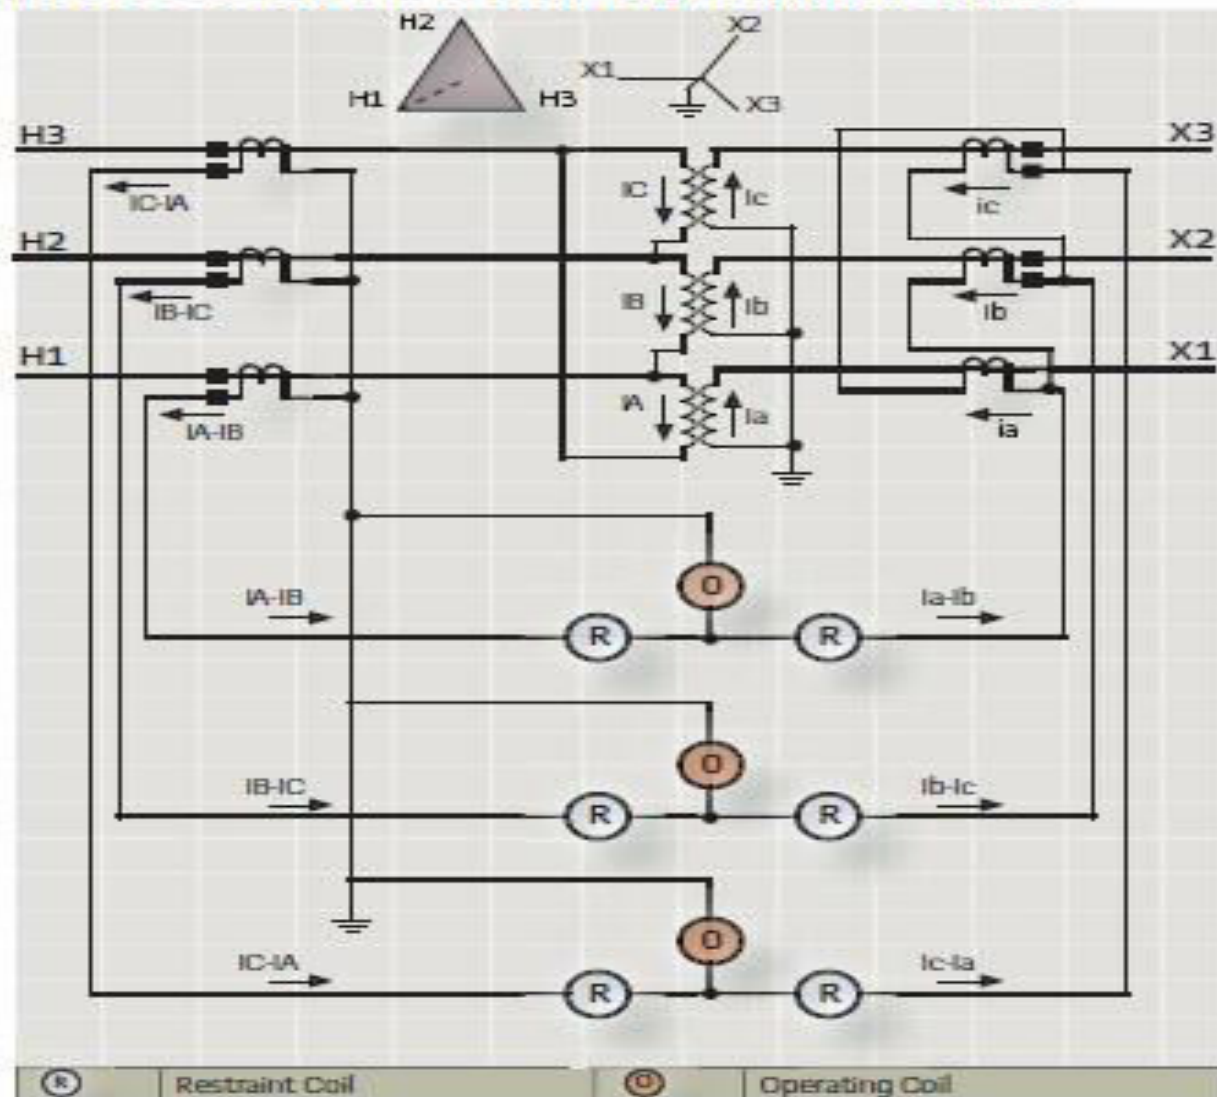 H2
X2
X1
H1
H3
X3
H3
X3
IC
Ic
ic
IC-IA
H2
X2
IB
Ib
Ib
IB-IC
H1
X1
IA
Ia
ia
IA-IB
O
IA-IB
Ia-Ib
R
R
O
IB-IC
Ib-Ic
R
R
O
IC-IA
Ic-Ia
R
R
R Restraint Coil O Operating Coil